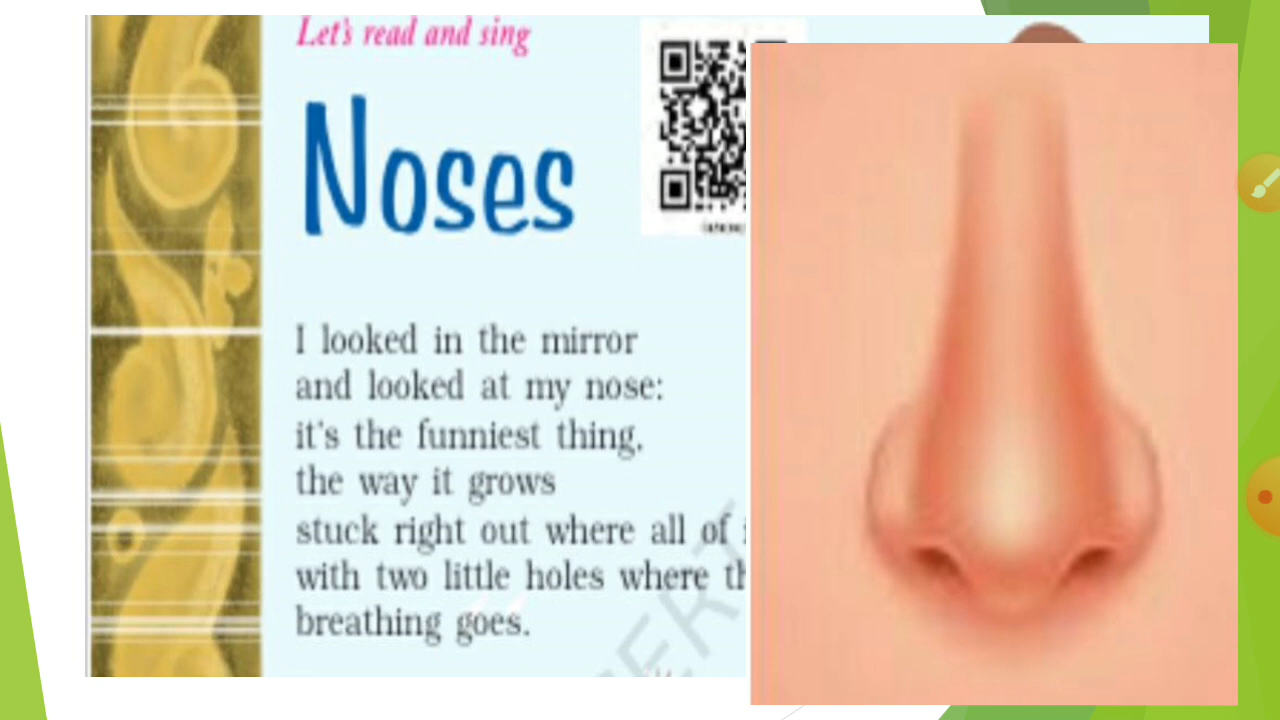 Let's read and sing
Noses
I looked in the mirror
and looked at my nose:
it's the funniest thing.
the way it grows
stuck right out where all of
with two little holes where
breathing goes.